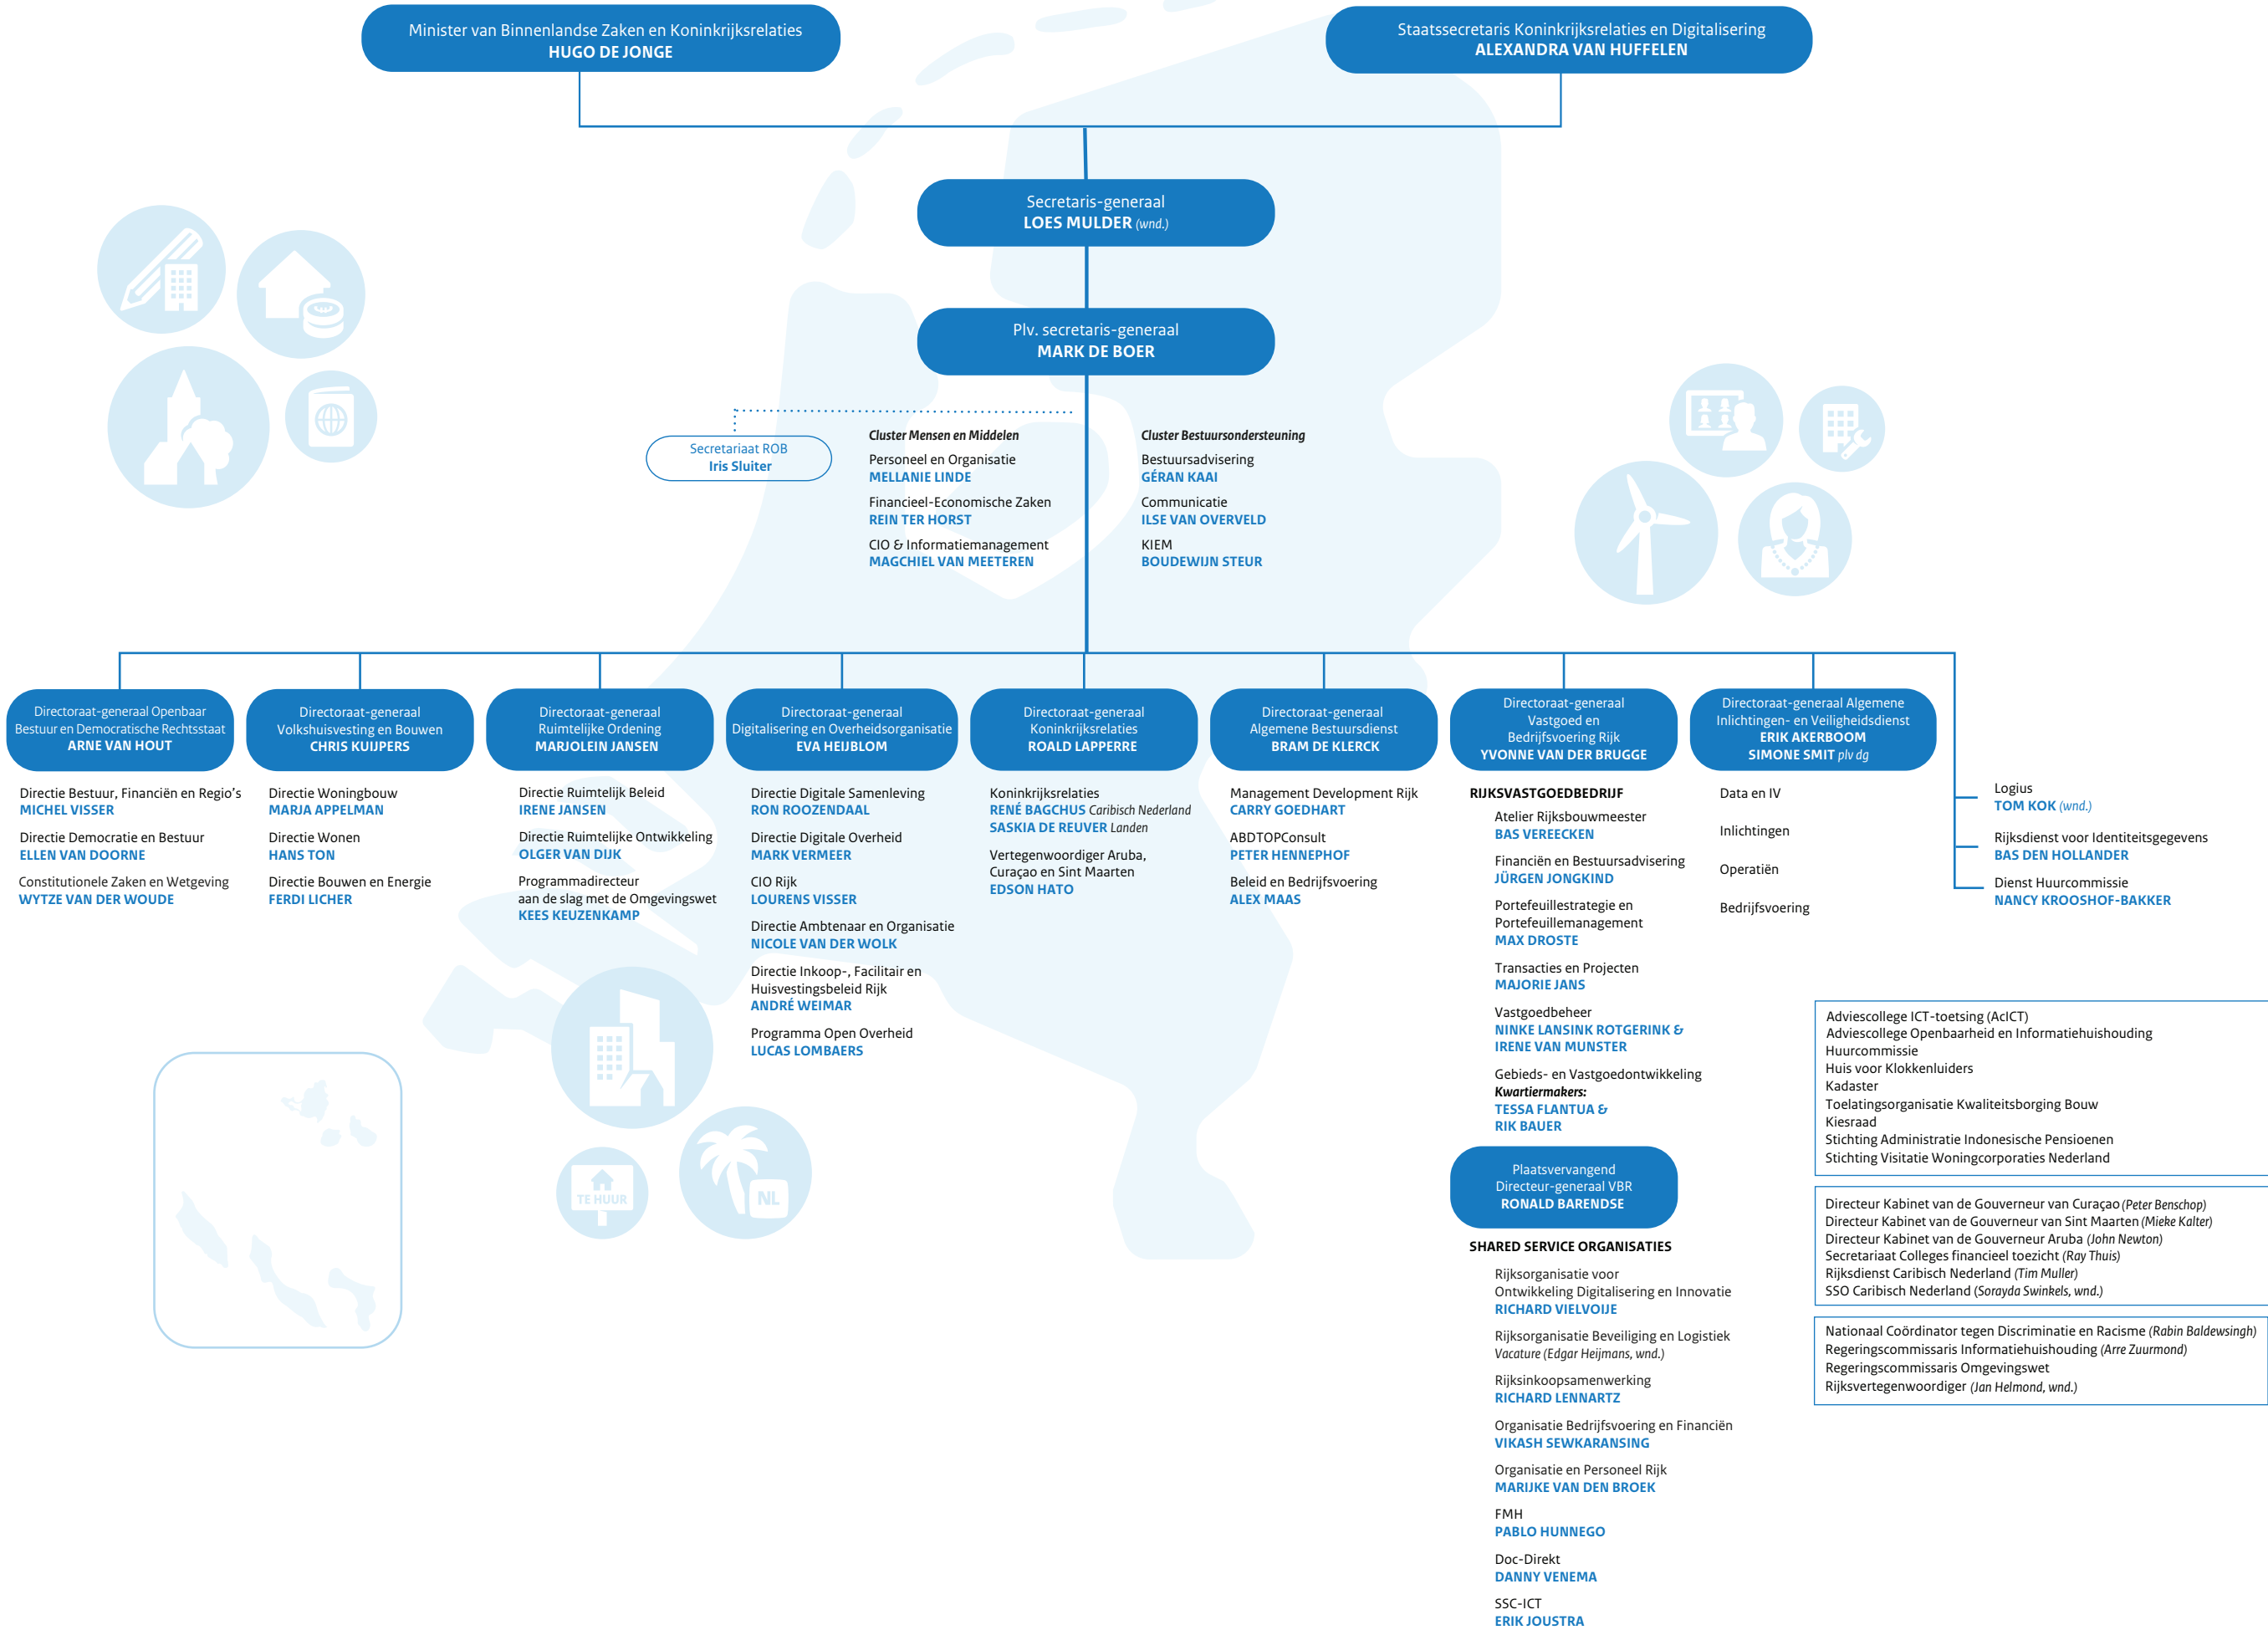 Minister van Binnenlandse Zaken en Koninkrijksrelaties
HUGO DE JONGE
Staatssecretaris Koninkrijksrelaties en Digitalisering
ALEXANDRA VAN HUFFELEN
Secretaris-generaal
LOES MULDER (wnd.)
Plv. secretaris-generaal
MARK DE BOER
Secretariaat ROB
Iris Sluiter
Cluster Mensen en Middelen
Personeel en Organisatie
MELLANIE LINDE
Financieel-Economische Zaken
REIN TER HORST
CIO & Informatiemanagement
MAGCHIEL VAN MEETEREN
Cluster Bestuursondersteuning
Bestuursadvisering
GÉRAN KAAI
Communicatie
ILSE VAN OVERVELD
KIEM
BOUDEWIJN STEUR
Directoraat-generaal Openbaar
Bestuur en Democratische Rechtsstaat
ARNE VAN HOUT
Directie Bestuur, Financiën en Regio's
MICHEL VISSER
Directie Democratie en Bestuur
ELLEN VAN DOORNE
Constitutionele Zaken en Wetgeving
WYTZE VAN DER WOUDE
Directoraat-generaal
Volkshuisvesting en Bouwen
CHRIS KUIJPERS
Directie Woningbouw
MARJA APPELMAN
Directie Wonen
HANS TON
Directie Bouwen en Energie
FERDI LICHER
Directoraat-generaal
Ruimtelijke Ordening
MARJOLEIN JANSEN
Directie Ruimtelijk Beleid
IRENE JANSEN
Directie Ruimtelijke Ontwikkeling
OLGER VAN DIJK
Programmadirecteur
aan de slag met de Omgevingswet
KEES KEUZENKAMP
Directoraat-generaal
Digitalisering en Overheidsorganisatie
EVA HEIJBLOM
Directie Digitale Samenleving
RON ROOZENDAAL
Directie Digitale Overheid
MARK VERMEER
CIO Rijk
LOURENS VISSER
Directie Ambtenaar en Organisatie
NICOLE VAN DER WOLK
Directie Inkoop-, Facilitair en
Huisvestingsbeleid Rijk
ANDRÉ WEIMAR
Programma Open Overheid
LUCAS LOMBAERS
Directoraat-generaal
Koninkrijksrelaties
ROALD LAPPERRE
Koninkrijksrelaties
RENÉ BAGCHUS Caribisch Nederland
SASKIA DE REUVER Landen
Vertegenwoordiger Aruba,
Curaçao en Sint Maarten
EDSON HATO
Directoraat-generaal
Algemene Bestuursdienst
BRAM DE KLERCK
Management Development Rijk
CARRY GOEDHART
ABDTOPConsult
PETER HENNEPHOF
Beleid en Bedrijfsvoering
ALEX MAAS
Directoraat-generaal
Vastgoed en
Bedrijfsvoering Rijk
YVONNE VAN DER BRUGGE
RIJKSVASTGOEDBEDRIJF
Atelier Rijksbouwmeester
BAS VEREECKEN
Financiën en Bestuursadvisering
JÜRGEN JONGKIND
Portefeuillestrategie en
Portefeuillemanagement
MAX DROSTE
Transacties en Projecten
MAJORIE JANS
Vastgoedbeheer
NINKE LANSINK ROTGERINK &
IRENE VAN MUNSTER
Gebieds- en Vastgoedontwikkeling
Kwartiermakers:
TESSA FLANTUA &
RIK BAUER
Plaatsvervangend
Directeur-generaal VBR
RONALD BARENDSE
SHARED SERVICE ORGANISATIES
Rijksorganisatie voor
Ontwikkeling Digitalisering en Innovatie
RICHARD VIELVOIJE
Rijksorganisatie Beveiliging en Logistiek
Vacature (Edgar Heijmans, wnd.)
Rijksinkoopsamenwerking
RICHARD LENNARTZ
Organisatie Bedrijfsvoering en Financiën
VIKASH SEWKARANSING
Organisatie en Personeel Rijk
MARIJKE VAN DEN BROEK
FMH
PABLO HUNNEGO
Doc-Direkt
DANNY VENEMA
SSC-ICT
ERIK JOUSTRA
Directoraat-generaal Algemene
Inlichtingen- en Veiligheidsdienst
ERIK AKERBOOM
SIMONE SMIT plv dg
Data en IV
Inlichtingen
Operatiën
Bedrijfsvoering
Logius
TOM KOK (wnd.)
Rijksdienst voor Identiteitsgegevens
BAS DEN HOLLANDER
Dienst Huurcommissie
NANCY KROOSHOF-BAKKER
Adviescollege ICT-toetsing (AcICT)
Adviescollege Openbaarheid en Informatiehuishouding
Huurcommissie
Huis voor Klokkenluiders
Kadaster
Toelatingsorganisatie Kwaliteitsborging Bouw
Kiesraad
Stichting Administratie Indonesische Pensioenen
Stichting Visitatie Woningcorporaties Nederland
Directeur Kabinet van de Gouverneur van Curaçao (Peter Benschop)
Directeur Kabinet van de Gouverneur van Sint Maarten (Mieke Kalter)
Directeur Kabinet van de Gouverneur Aruba (John Newton)
Secretariaat Colleges financieel toezicht (Ray Thuis)
Rijksdienst Caribisch Nederland (Tim Muller)
SSO Caribisch Nederland (Sorayda Swinkels, wnd.)
Nationaal Coördinator tegen Discriminatie en Racisme (Rabin Baldewsingh)
Regeringscommissaris Informatiehuishouding (Arre Zuurmond)
Regeringscommissaris Omgevingswet
Rijksvertegenwoordiger (Jan Helmond, wnd.)
TE HUUR
NL